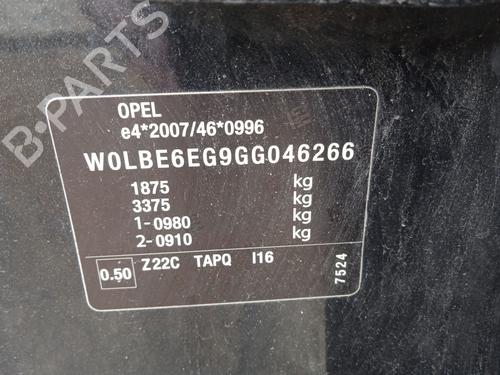 B-PARTS
OPEL
e4*2007/46*0996
W0LBE6EG9GG046266
1875 kg
3375 kg
1-0980 kg
2-0910 kg
0.50 Z22C TAPQ I16
7524